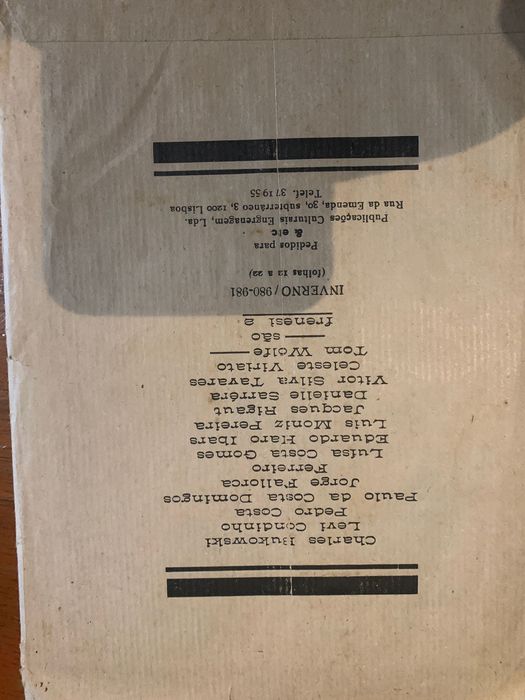 Charles Bukowski
Levi Condinho
Pedro Costa
Paulo da Costa Domingos
Jorge Fallorca
Ferreiro
Luísa Costa Gomes
Eduardo Haro Ibars
Luís Moniz Pereira
Jacques Rigaut
Danielle Sarréra
Vitor Silva Tavares
Celeste Viriato
Tom Wolfe
são
frenesi 2
INVERNO / 980-981
(folhas 12 a 22)
Pedidos para
& etc
Publicações Culturais Engrenagem, Lda.
Rua da Emenda, 30, subterrâneo 3, 1200 Lisboa
Telef. 37 19 55